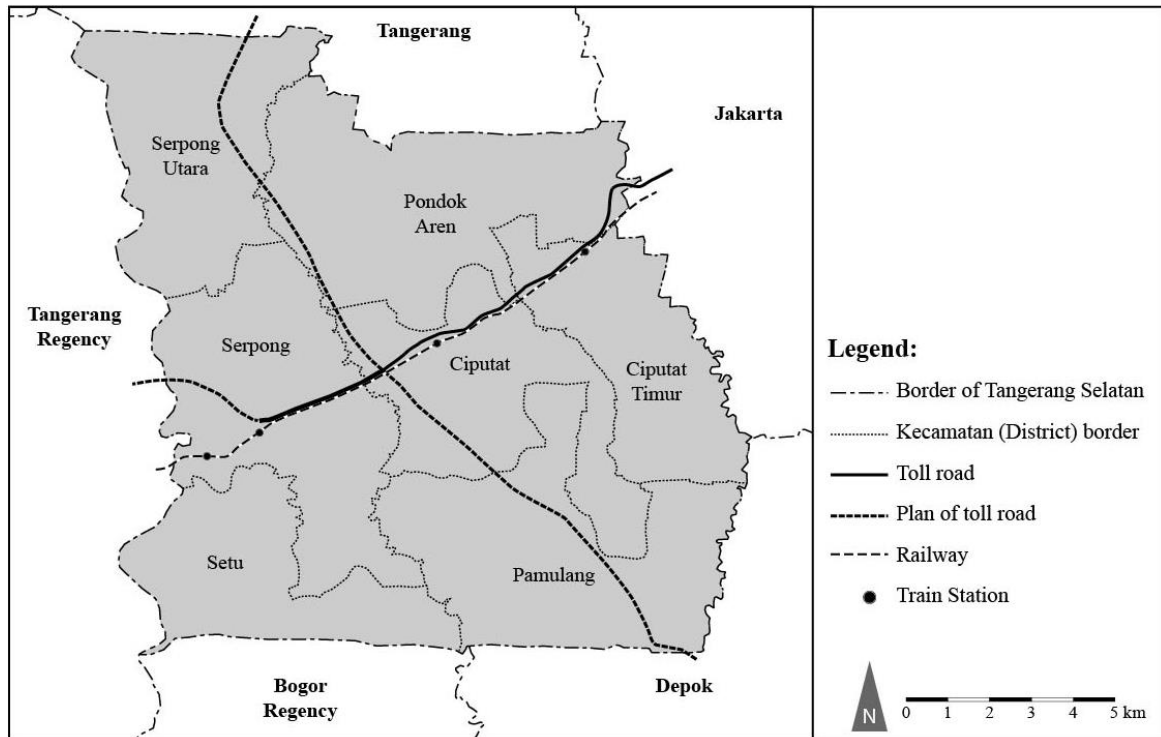 Tangerang
Jakarta
Serpong
Utara
Pondok
Aren
Tangerang
Regency
Serpong
Ciputat
Ciputat
Timur
Setu
Pamulang
Bogor
Regency
Depok
Legend:
Border of Tangerang Selatan
Kecamatan (District) border
Toll road
Plan of toll road
Railway
Train Station
N
0 1 2 3 4 5 km